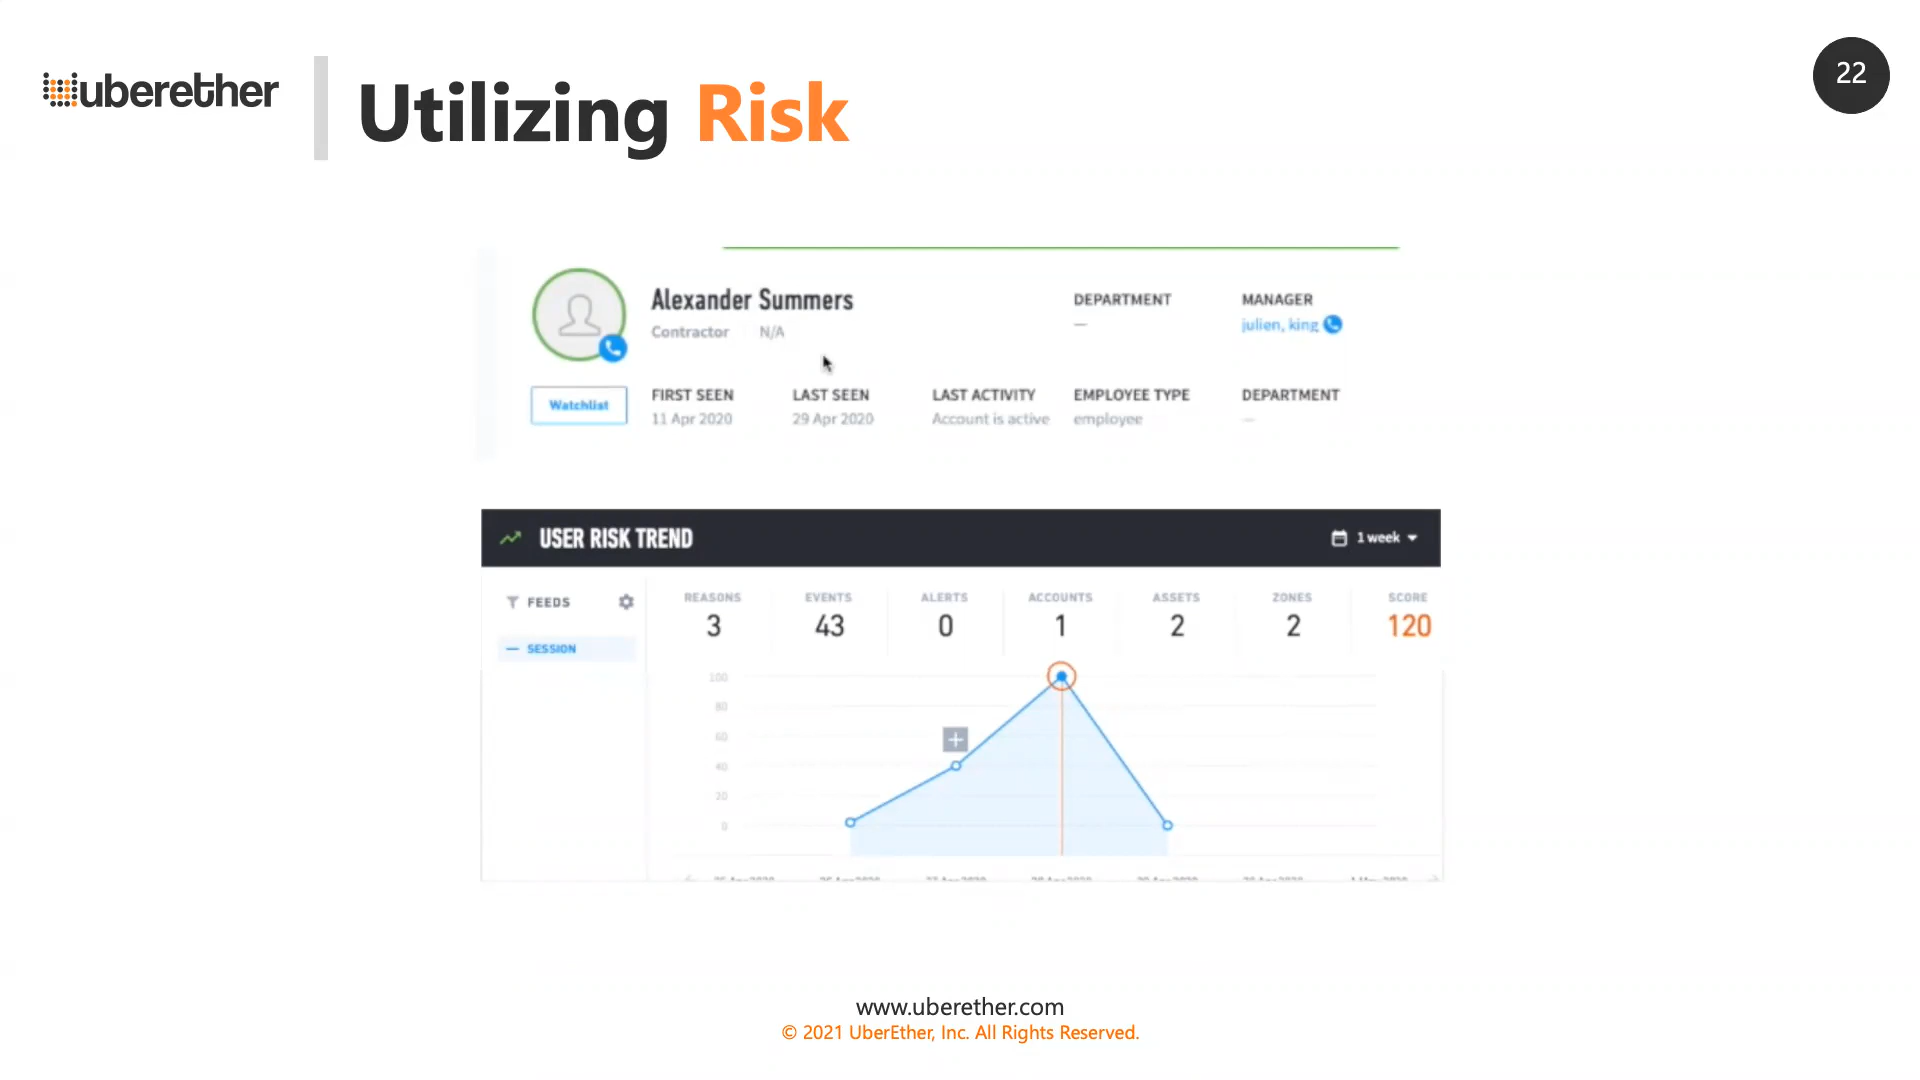 uberether
Utilizing Risk
22
Alexander Summers
Contractor N/A
DEPARTMENT
—
MANAGER
julien, king
Watchlist
FIRST SEEN
11 Apr 2020
LAST SEEN
29 Apr 2020
LAST ACTIVITY
Account is active
EMPLOYEE TYPE
employee
DEPARTMENT
—
USER RISK TREND
1 week
FEEDS
SESSION
REASONS
3
EVENTS
43
ALERTS
0
ACCOUNTS
1
ASSETS
2
ZONES
2
SCORE
120
100
80
60
40
20
0
www.uberether.com
© 2021 UberEther, Inc. All Rights Reserved.